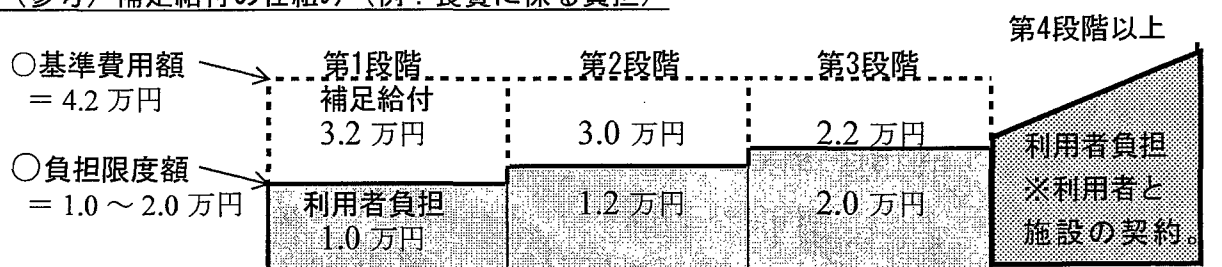 (参考) 補足給付の仕組み (例:食費に係る負担)
第4段階以上
○基準費用額
= 4.2 万円
第1段階
第2段階
第3段階
補足給付
3.2 万円
3.0 万円
2.2 万円
○負担限度額
= 1.0 ~ 2.0 万円
利用者負担
1.0 万円
1.2 万円
2.0 万円
利用者負担
※利用者と
施設の契約。